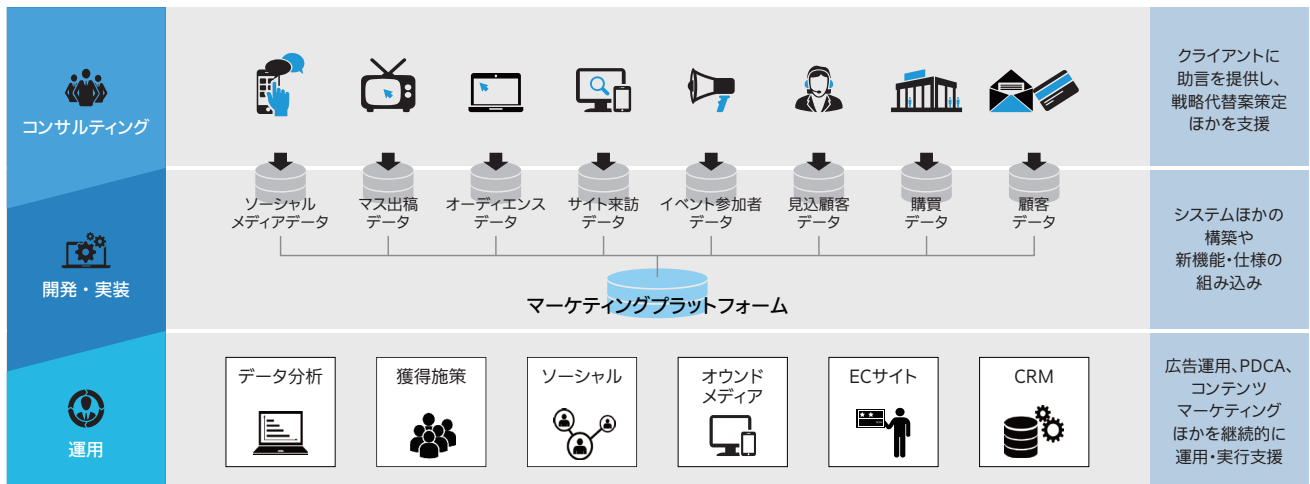 コンサルティング
クライアントに
助言を提供し、
戦略代替案策定
ほかを支援
開発・実装
ソーシャル
メディアデータ
マス出稿
データ
オーディエンス
データ
サイト来訪
データ
イベント参加者
データ
見込顧客
データ
購買
データ
顧客
データ
マーケティングプラットフォーム
システムほかの
構築や
新機能・仕様の
組み込み
運用
データ分析
獲得施策
ソーシャル
オウンド
メディア
ECサイト
CRM
広告運用、PDCA、
コンテンツ
マーケティング
ほかを継続的に
運用・実行支援